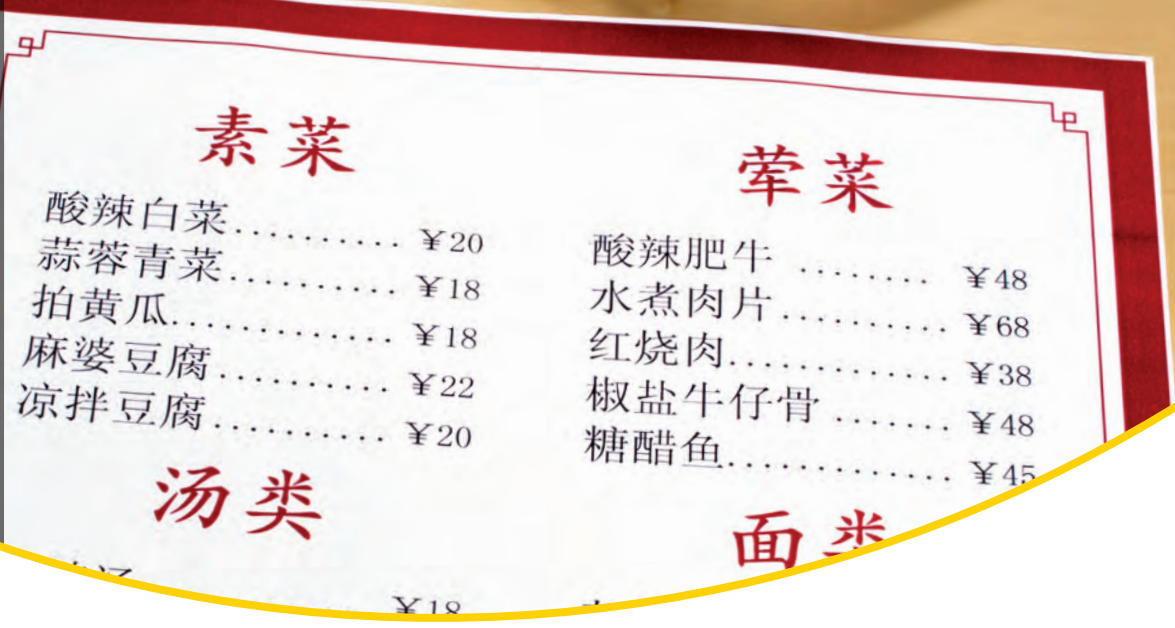 素菜
酸辣白菜.......... ¥20
蒜蓉青菜.......... ¥18
拍黄瓜............. ¥18
麻婆豆腐.......... ¥22
凉拌豆腐.......... ¥20
汤类
¥18
荤菜
酸辣肥牛 ........ ¥48
水煮肉片.......... ¥68
红烧肉............. ¥38
椒盐牛仔骨 ....... ¥48
糖醋鱼............. ¥45
面类